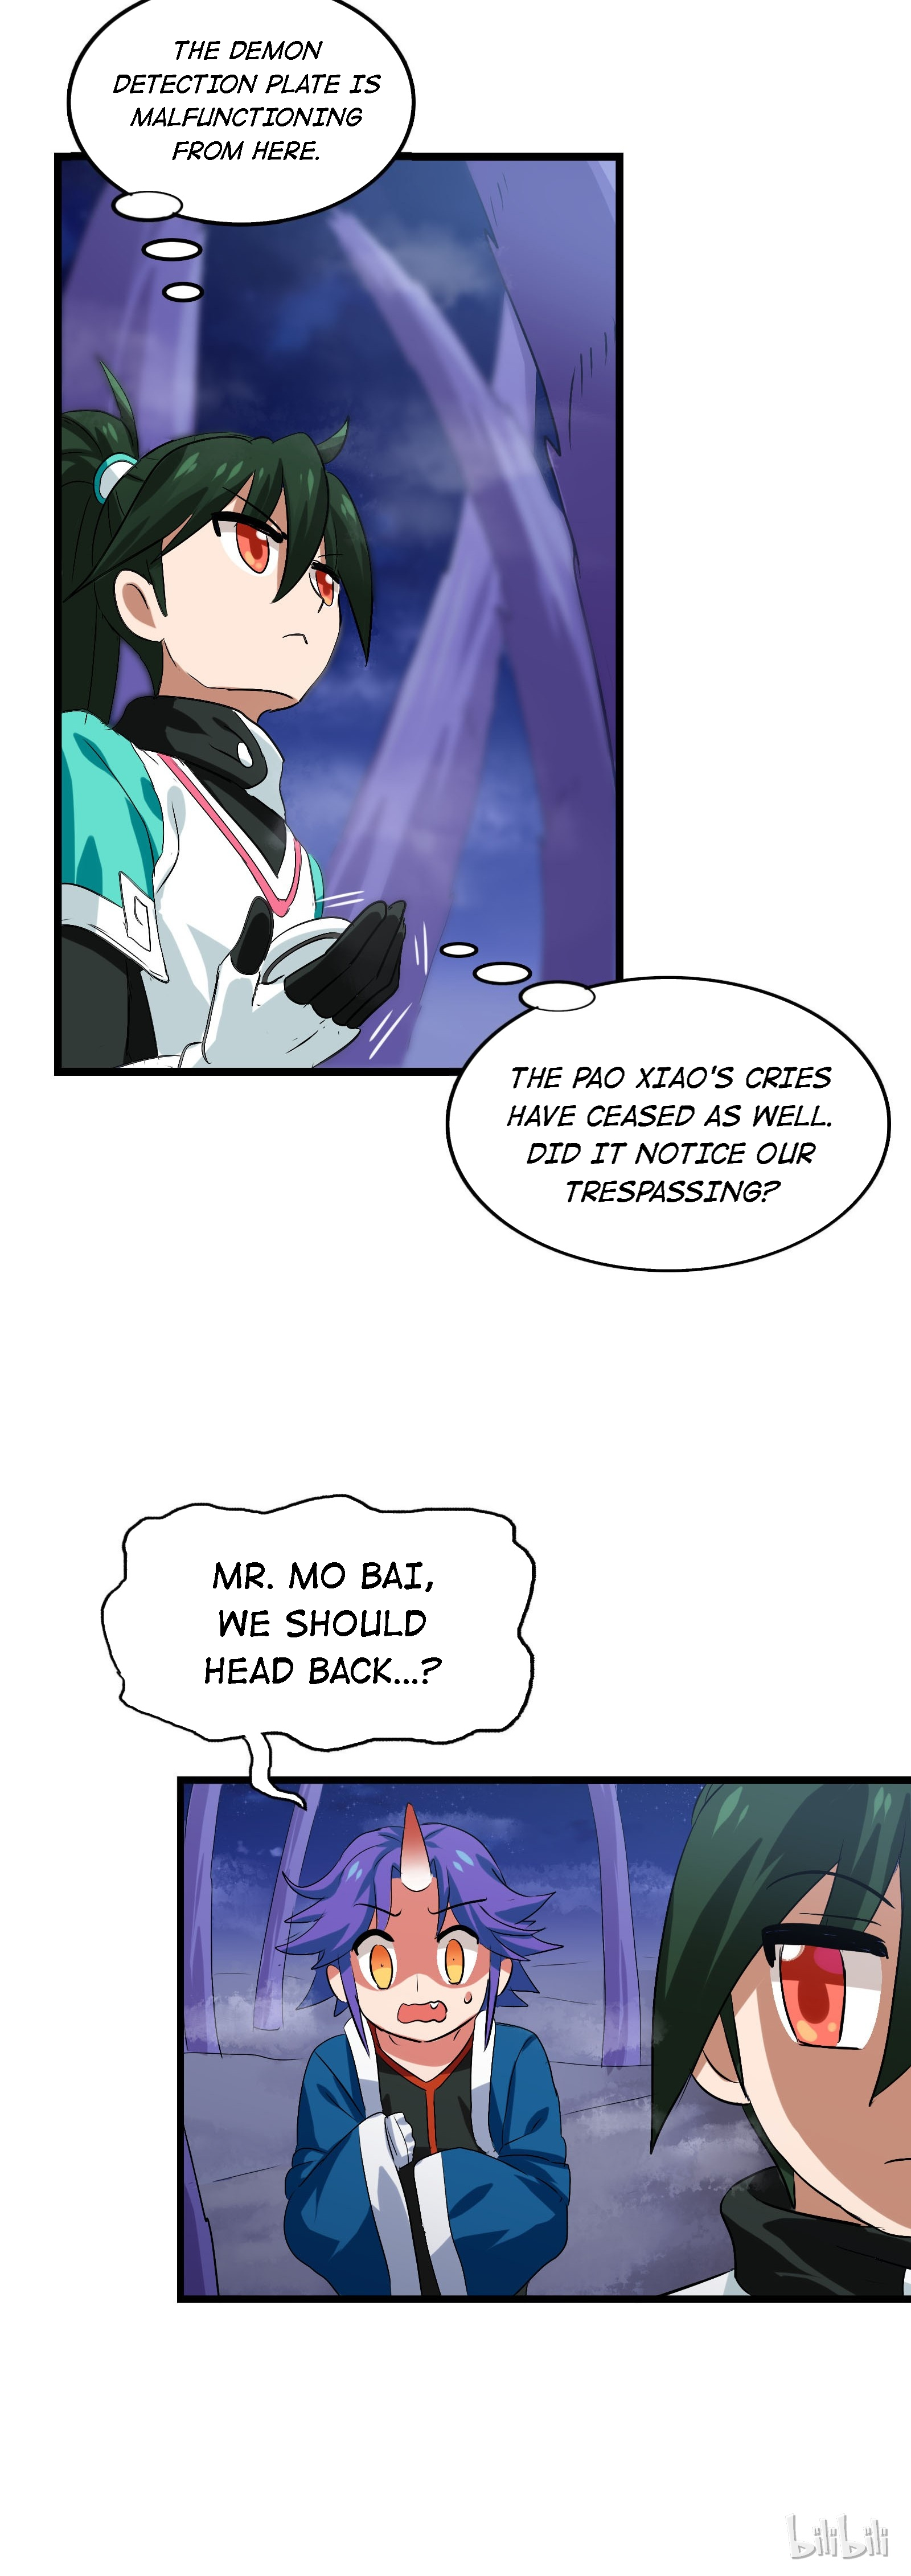 THE DEMON
DETECTION PLATE IS
MALFUNCTIONING
FROM HERE.
THE PAO XIAO'S CRIES
HAVE CEASED AS WELL.
DID IT NOTICE OUR
TRESPASSING?
MR. MO BAI,
WE SHOULD
HEAD BACK...?
bilibili